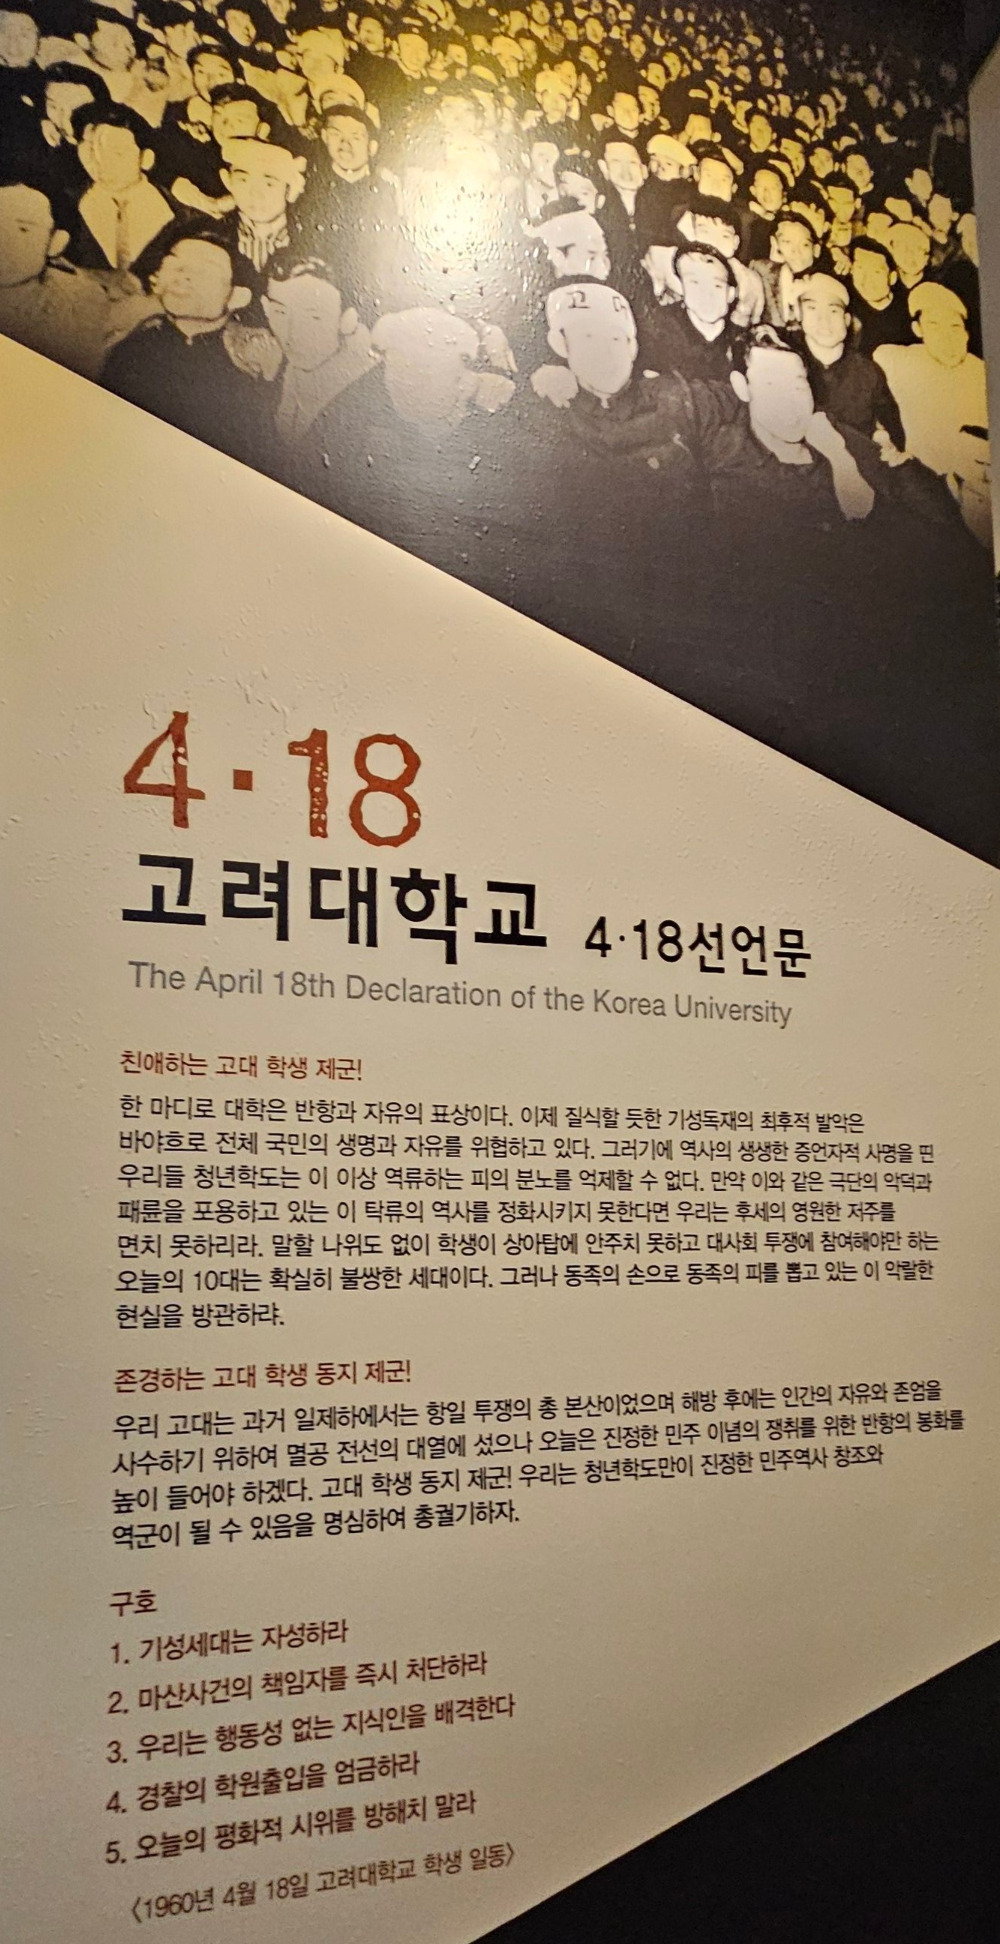 고 대
4·18
고려대학교 4·18선언문
The April 18th Declaration of the Korea University
친애하는 고대 학생 제군!
한 마디로 대학은 반항과 자유의 표상이다. 이제 질식할 듯한 기성독재의 최후적 발악은
바야흐로 전체 국민의 생명과 자유를 위협하고 있다. 그러기에 역사의 생생한 증언자적 사명을 띤
우리들 청년학도는 이 이상 역류하는 피의 분노를 억제할 수 없다. 만약 이와 같은 극단의 악덕과
패륜을 포용하고 있는 이 탁류의 역사를 정화시키지 못한다면 우리는 후세의 영원한 저주를
면치 못하리라. 말할 나위도 없이 학생이 상아탑에 안주치 못하고 대사회 투쟁에 참여해야만 하는
오늘의 10대는 확실히 불쌍한 세대이다. 그러나 동족의 손으로 동족의 피를 뽑고 있는 이 악랄한
현실을 방관하랴.
존경하는 고대 학생 동지 제군!
우리 고대는 과거 일제하에서는 항일 투쟁의 총 본산이었으며 해방 후에는 인간의 자유와 존엄을
사수하기 위하여 멸공 전선의 대열에 섰으나 오늘은 진정한 민주 이념의 쟁취를 위한 반항의 봉화를
높이 들어야 하겠다. 고대 학생 동지 제군! 우리는 청년학도만이 진정한 민주역사 창조와
역군이 될 수 있음을 명심하여 총궐기하자.
구호
1. 기성세대는 자성하라
2. 마산사건의 책임자를 즉시 처단하라
3. 우리는 행동성 없는 지식인을 배격한다
4. 경찰의 학원출입을 엄금하라
5. 오늘의 평화적 시위를 방해치 말라
〈1960년 4월 18일 고려대학교 학생 일동〉